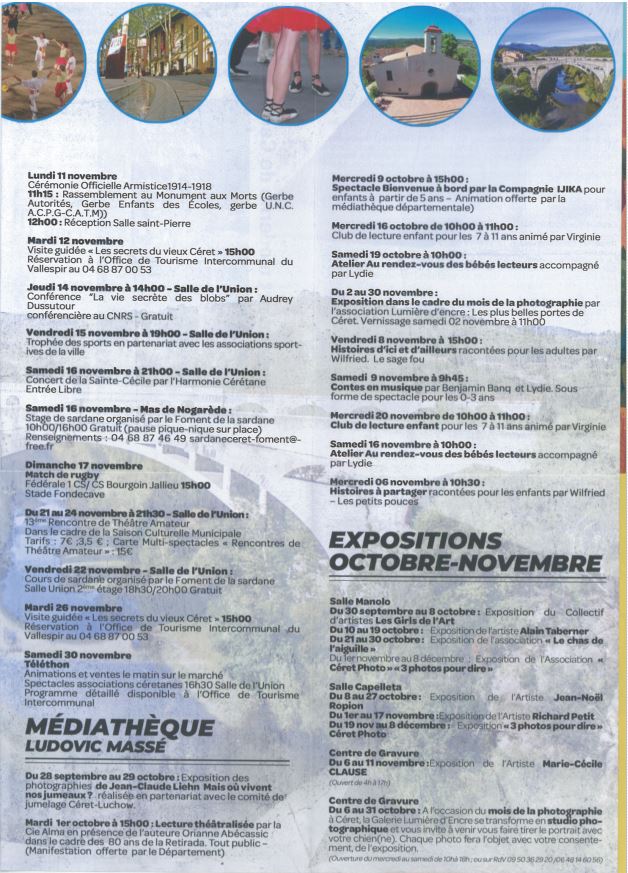 Lundi 11 novembre
Cérémonie Officielle Armistice1914-1918
11h15 : Rassemblement au Monument aux Morts (Gerbe
Autorités, Gerbe Enfants des Écoles, gerbe U.N.C.
A.C.P.G-C.A.T.M))
12h00 : Réception Salle saint-Pierre
Mardi 12 novembre
Visite guidée « Les secrets du vieux Céret » 15h00
Réservation à l'Office de Tourisme Intercommunal du
Vallespir au 04 68 87 00 53
Jeudi 14 novembre à 14h00 - Salle de l'Union :
Conférence "La vie secrète des blobs" par Audrey
Dussutour
conférencière au CNRS - Gratuit
Vendredi 15 novembre à 19h00 - Salle de l'Union :
Trophée des sports en partenariat avec les associations sport-
ives de la ville
Samedi 16 novembre à 21h00 - Salle de l'Union :
Concert de la Sainte-Cécile par l'Harmonie Cérétane
Entrée Libre
Samedi 16 novembre - Mas de Nogarède :
Stage de sardane organisé par le Foment de la sardane
10h00/16h00 Gratuit (pause pique-nique sur place)
Renseignements : 04 68 87 46 49 sardaneceret-foment@-
free.fr
Dimanche 17 novembre
Match de rugby
Fédérale 1 CS/ CS Bourgoin Jallieu 15h00
Stade Fondecave
Du 21 au 24 novembre à 21h30 - Salle de l'Union :
13ème Rencontre de Théâtre Amateur
Dans le cadre de la Saison Culturelle Municipale
Tarifs : 7€ ;3,5 € ; Carte Multi-spectacles « Rencontres de
Théâtre Amateur » : 15€
Vendredi 22 novembre - Salle de l'Union :
Cours de sardane organisé par le Foment de la sardane
Salle Union 2ème étage 18h30/20h00 Gratuit
Mardi 26 novembre
Visite guidée « Les secrets du vieux Céret » 15h00
Réservation à l'Office de Tourisme Intercommunal du
Vallespir au 04 68 87 00 53
Samedi 30 novembre
Téléthon
Animations et ventes le matin sur le marché
Spectacles associations céretanes 16h30 Salle de l'Union
Programme détaillé disponible à l'Office de Tourisme
Intercommunal
MÉDIATHÈQUE
LUDOVIC MASSÉ
Du 28 septembre au 29 octobre : Exposition des
photographies de Jean-Claude Liehn Mais où vivent
nos jumeaux ? réalisée en partenariat avec le comité de
jumelage Céret-Luchow.
Mardi 1er octobre à 15h00 : Lecture théâtralisée par la
Cie Alma en présence de l'auteure Orianne Abécassic
dans le cadre des 80 ans de la Retirada. Tout public –
(Manifestation offerte par le Département)
Mercredi 9 octobre à 15h00 :
Spectacle Bienvenue à bord par la Compagnie IJIKA pour
enfants à partir de 5 ans – Animation offerte par la
médiathèque départementale)
Mercredi 16 octobre de 10h00 à 11h00 :
Club de lecture enfant pour les 7 à 11 ans animé par Virginie
Samedi 19 octobre à 10h00 :
Atelier Au rendez-vous des bébés lecteurs accompagné
par Lydie
Du 2 au 30 novembre :
Exposition dans le cadre du mois de la photographie par
l'association Lumière d'encre : Les plus belles portes de
Céret. Vernissage samedi 02 novembre à 11h00
Vendredi 8 novembre à 15h00 :
Histoires d'ici et d'ailleurs racontées pour les adultes par
Wilfried. Le sage fou
Samedi 9 novembre à 9h45 :
Contes en musique par Benjamin Banq et Lydie. Sous
forme de spectacle pour les 0-3 ans
Mercredi 20 novembre de 10h00 à 11h00 :
Club de lecture enfant pour les 7 à 11 ans animé par Virginie
Samedi 16 novembre à 10h00 :
Atelier Au rendez-vous des bébés lecteurs accompagné
par Lydie
Mercredi 06 novembre à 10h30 :
Histoires à partager racontées pour les enfants par Wilfried
– Les petits pouces
EXPOSITIONS
OCTOBRE-NOVEMBRE
Salle Manolo
Du 30 septembre au 8 octobre : Exposition du Collectif
d'artistes Les Girls de l'Art
Du 10 au 19 octobre : Exposition de l'artiste Alain Taberner
Du 21 au 30 octobre : Exposition de l'association « Le chas de
l'aiguille »
Du 1er novembre au 8 décembre : Exposition de l'Association «
Céret Photo » « 3 photos pour dire »
Salle Capelleta
Du 8 au 27 octobre : Exposition de l'Artiste Jean-Noël
Ropion
Du 1er au 17 novembre :Exposition de l'Artiste Richard Petit
Du 19 nov au 8 décembre : Exposition « 3 photos pour dire »
Céret Photo
Centre de Gravure
Du 6 au 11 novembre :Exposition de l'Artiste Marie-Cécile
CLAUSE
(Ouvert de 4h à 17h)
Centre de Gravure
Du 6 au 31 octobre : A l'occasion du mois de la photographie
à Céret, la Galerie Lumière d'Encre se transforme en studio pho-
tographique et vous invite à venir vous faire tirer le portrait avec
votre chien(ne). Chaque photo fera l'objet avec votre consente-
ment, de l'exposition.
(Ouverture du mercredi au samedi de 10h à 18h ; ou sur RdV 09 50 36 29 20 /06 48 14 60 56)